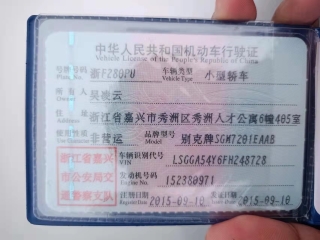 中华人民共和国机动车行驶证
Vehicle License of the People's Republic of China
号牌号码 浙F280PU 车辆类型 小型轿车
Vehicle Type
所有人 吴凌云
Owner
住址 浙江省嘉兴市秀洲区秀洲人才公寓6幢405室
Address
使用性质 非营运 品牌型号 别克牌SGM7201EAAB
Model
浙江省嘉兴市公安局交通警察支队
车辆识别代号 LSGGA54Y6FH248728
VIN
发动机号码 152380971
Engine No.
注册日期 2015-09-10 发证日期 2015-09-10
Register Date Issue Date